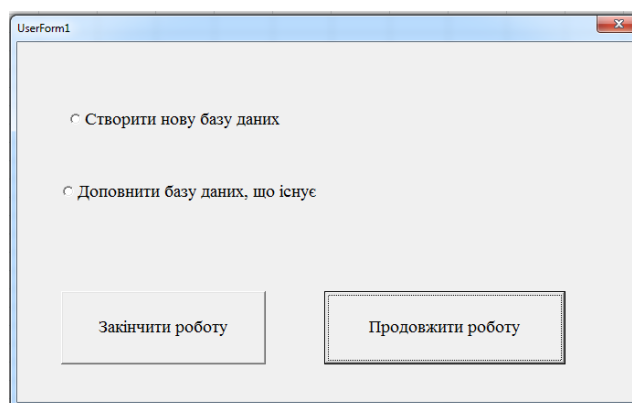 UserForm1
Створити нову базу даних
Доповнити базу даних, що існує
Закінчити роботу
Продовжити роботу